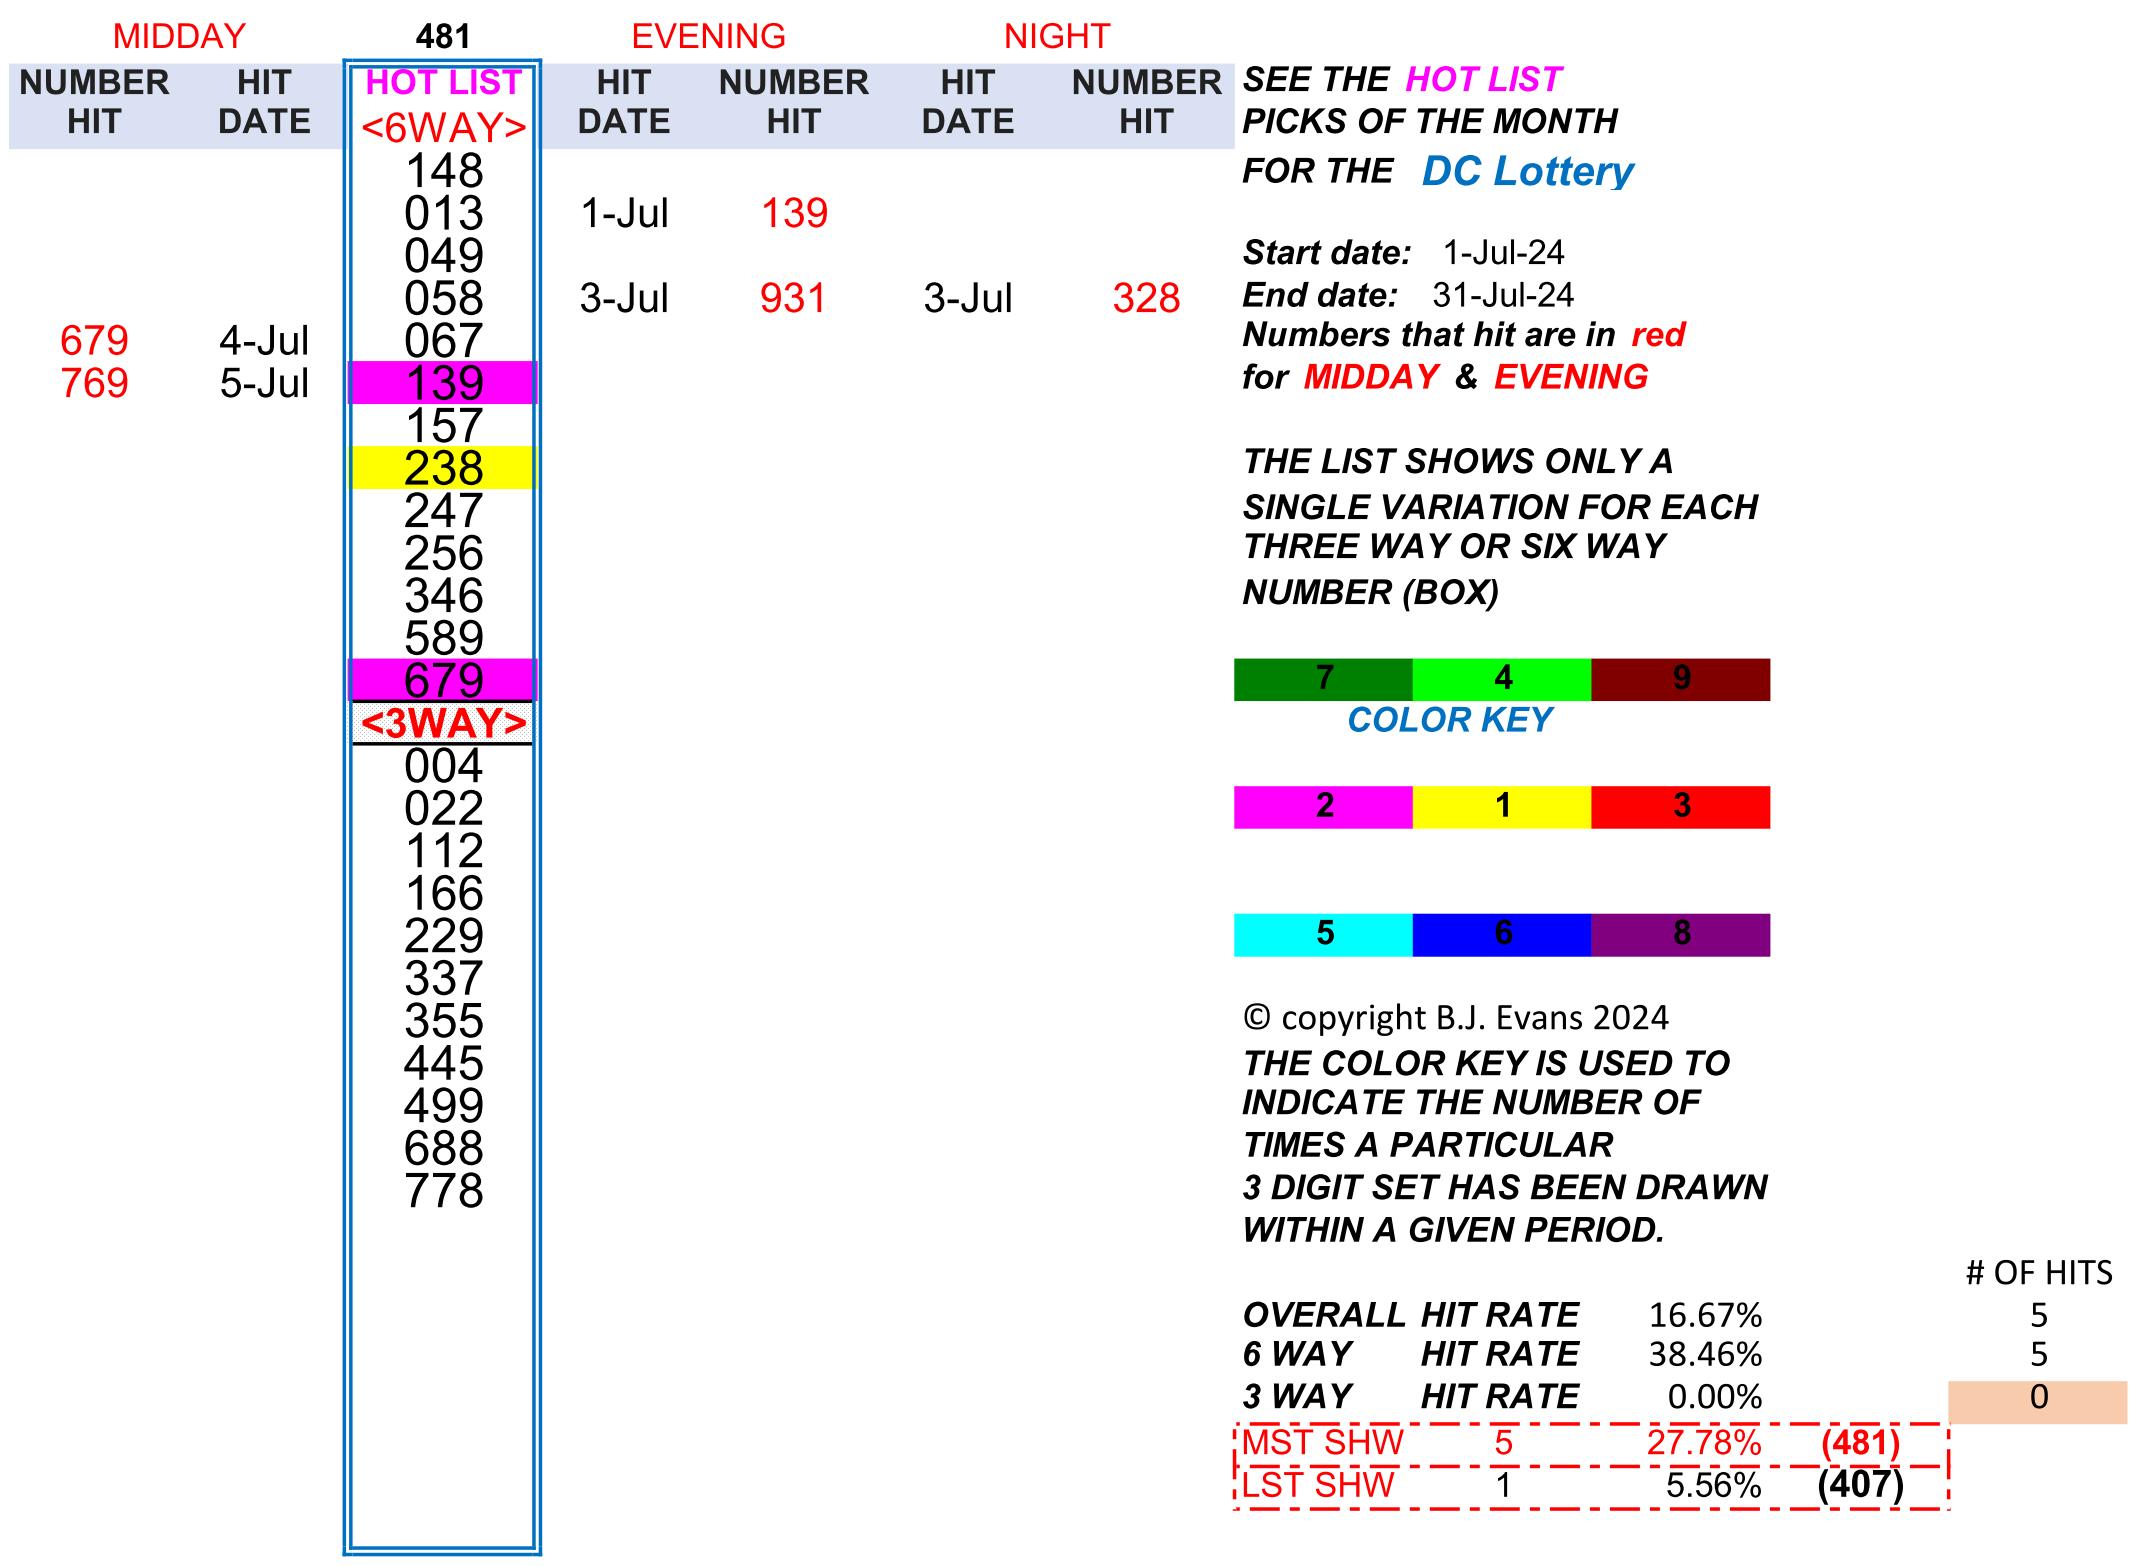 MIDDAY 481 EVENING NIGHT
NUMBER HIT HOT LIST HIT NUMBER HIT NUMBER
HIT DATE <6WAY> DATE HIT DATE HIT
148
013 1-Jul 139
049
058 3-Jul 931 3-Jul 328
679 4-Jul 067
769 5-Jul 139
157
238
247
256
346
589
679
<3WAY>
004
022
112
166
229
337
355
445
499
688
778
SEE THE HOT LIST
PICKS OF THE MONTH
FOR THE DC Lottery
Start date: 1-Jul-24
End date: 31-Jul-24
Numbers that hit are in red
for MIDDAY & EVENING
THE LIST SHOWS ONLY A
SINGLE VARIATION FOR EACH
THREE WAY OR SIX WAY
NUMBER (BOX)
7 4 9
COLOR KEY
2 1 3
5 6 8
© copyright B.J. Evans 2024
THE COLOR KEY IS USED TO
INDICATE THE NUMBER OF
TIMES A PARTICULAR
3 DIGIT SET HAS BEEN DRAWN
WITHIN A GIVEN PERIOD.
# OF HITS
OVERALL HIT RATE 16.67% 5
6 WAY HIT RATE 38.46% 5
3 WAY HIT RATE 0.00% 0
MST SHW 5 27.78% (481)
LST SHW 1 5.56% (407)